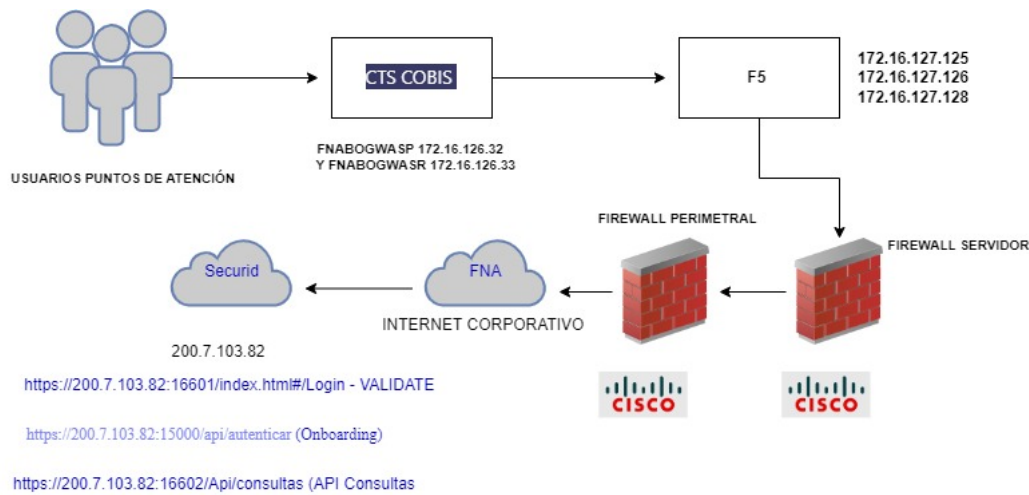 CTS COBIS
F5
172.16.127.125
172.16.127.126
172.16.127.128
FNABOGWASP 172.16.126.32
Y FNABOGWASR 172.16.126.33
USUARIOS PUNTOS DE ATENCIÓN
FIREWALL PERIMETRAL
FIREWALL SERVIDOR
Securid
FNA
INTERNET CORPORATIVO
200.7.103.82
https://200.7.103.82:16601/index.html#/Login - VALIDATE
CISCO
CISCO
https://200.7.103.82:15000/api/autenticar (Onboarding)
https://200.7.103.82:16602/Api/consultas (API Consultas